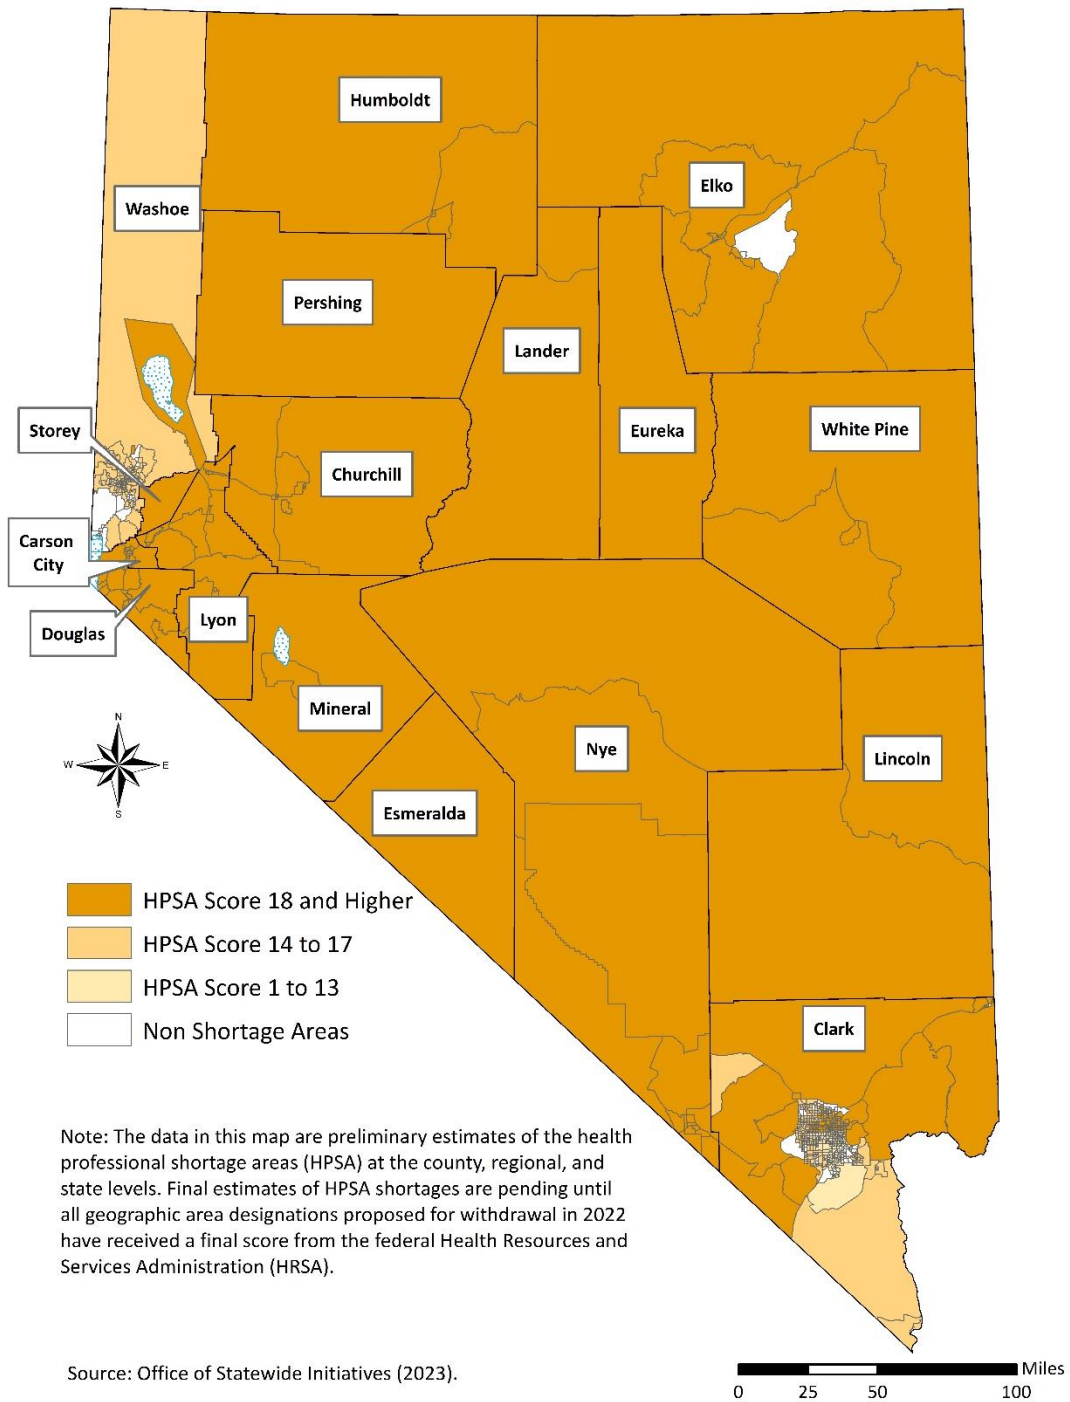 Humboldt
Elko
Washoe
Pershing
Lander
Storey
Eureka
White Pine
Churchill
Carson
City
Lyon
Douglas
Mineral
Nye
Lincoln
Esmeralda
N
W
E
S
HPSA Score 18 and Higher
HPSA Score 14 to 17
HPSA Score 1 to 13
Non Shortage Areas
Clark
Note: The data in this map are preliminary estimates of the health
professional shortage areas (HPSA) at the county, regional, and
state levels. Final estimates of HPSA shortages are pending until
all geographic area designations proposed for withdrawal in 2022
have received a final score from the federal Health Resources and
Services Administration (HRSA).
Source: Office of Statewide Initiatives (2023).
Miles
0 25 50 100